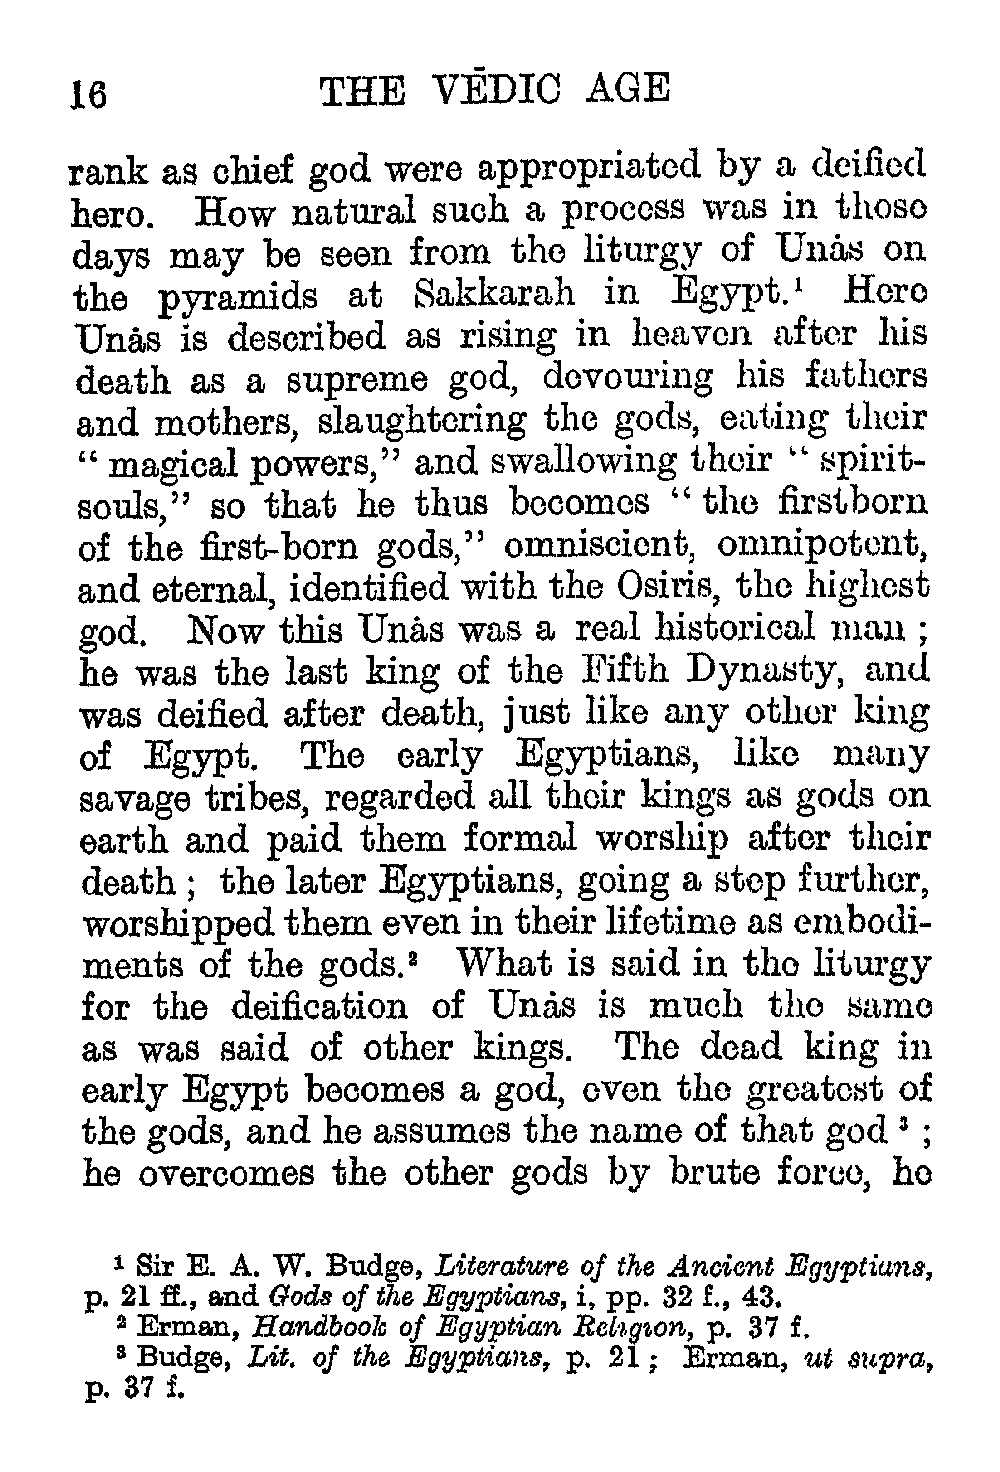 16 THE VĒDIC AGE
rank as chief god were appropriated by a deified
hero. How natural such a process was in those
days may be seen from the liturgy of Unås on
the pyramids at Sakkarah in Egypt.¹ Here
Unås is described as rising in heaven after his
death as a supreme god, devouring his fathers
and mothers, slaughtering the gods, eating their
“ magical powers,” and swallowing their “ spirit-
souls,” so that he thus becomes “ the firstborn
of the first-born gods,” omniscient, omnipotent,
and eternal, identified with the Osiris, the highest
god. Now this Unås was a real historical man ;
he was the last king of the Fifth Dynasty, and
was deified after death, just like any other king
of Egypt. The early Egyptians, like many
savage tribes, regarded all their kings as gods on
earth and paid them formal worship after their
death ; the later Egyptians, going a step further,
worshipped them even in their lifetime as embodi-
ments of the gods.² What is said in the liturgy
for the deification of Unås is much the same
as was said of other kings. The dead king in
early Egypt becomes a god, even the greatest of
the gods, and he assumes the name of that god ³ ;
he overcomes the other gods by brute force, he
¹ Sir E. A. W. Budge, Literature of the Ancient Egyptians,
p. 21 ff., and Gods of the Egyptians, i, pp. 32 f., 43.
² Erman, Handbook of Egyptian Religion, p. 37 f.
³ Budge, Lit. of the Egyptians, p. 21 ; Erman, ut supra,
p. 37 f.